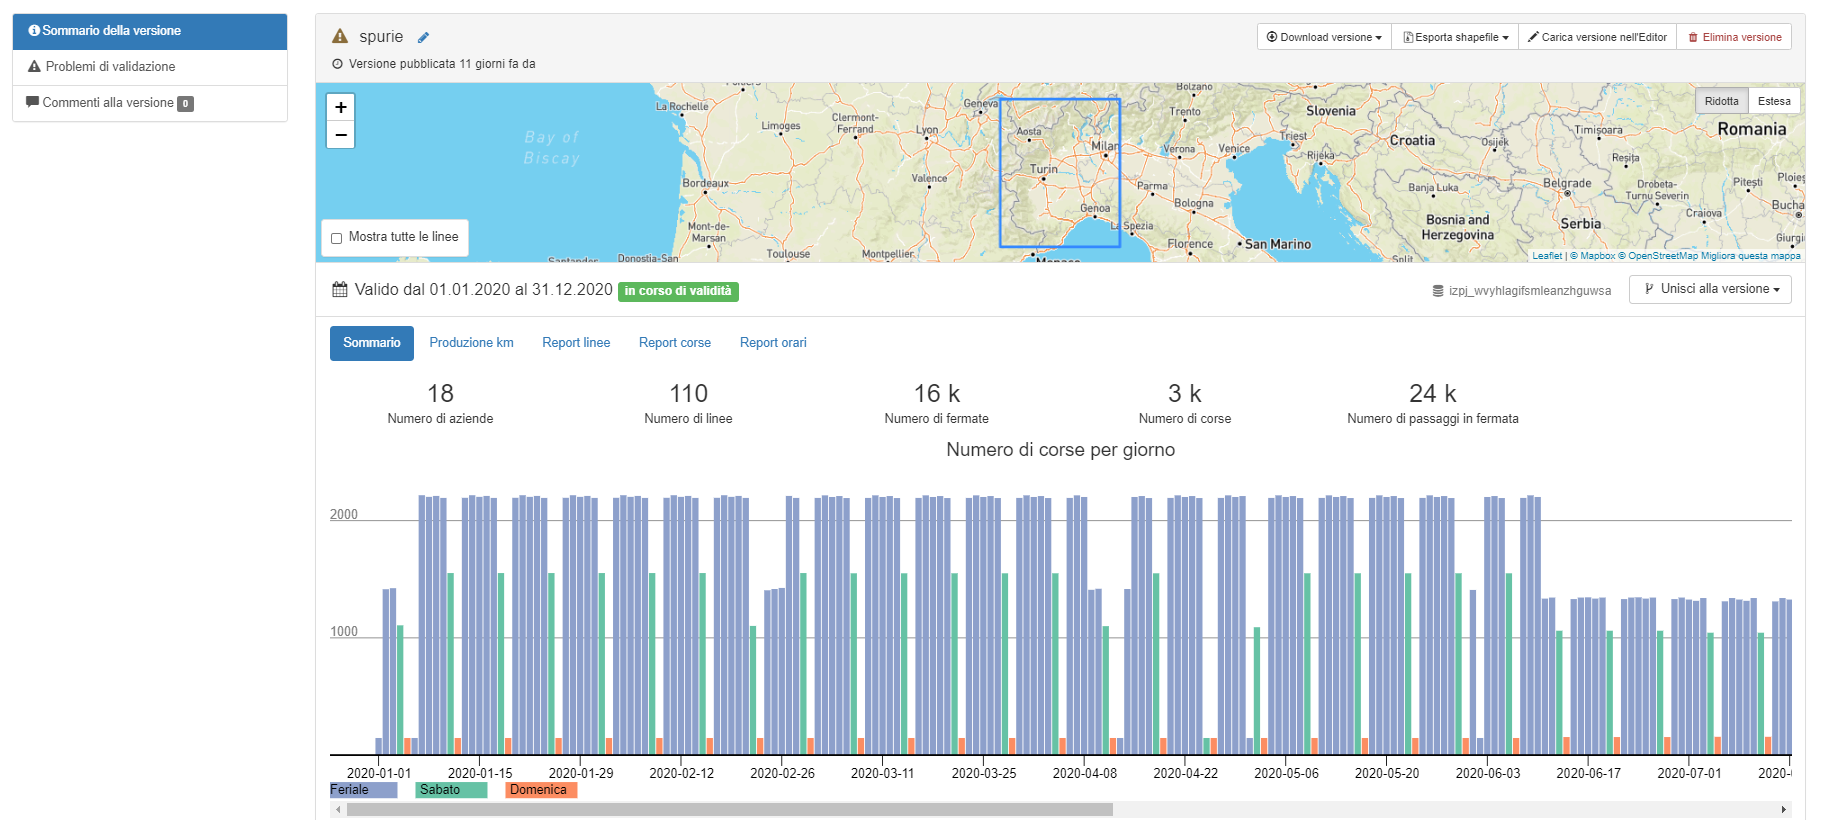 Sommario della versione
Problemi di validazione
Commenti alla versione 0
spurie
Download versione
Esporta shapefile
Carica versione nell'Editor
Elimina versione
Versione pubblicata 11 giorni fa da
+
−
Ridotta
Estesa
Bay of
Biscay
La Rochelle
Limoges
Clermont-
Ferrand
Lyon
Geneva
Aosta
Bolzano
Trento
Slovenia
Romania
Timișoara
Milan
Verona
Venice
Triest
Rijeka
Croatia
Osijek
Reșița
Turin
Valence
Bordeaux
Parma
Banja Luka
Belgrade
Drobeta-
Turnu Severin
Pitești
Ploie
Genoa
Bologna
Bosnia and
Herzegovina
Serbia
Craiova
Bucha
Mont-de-
Marsan
La Spezia
Florence
San Marino
Giurgi
Toulouse
Montpellier
Monaco
Split
Santander
Donostia-San
Mostra tutte le linee
Leaflet | © Mapbox © OpenStreetMap Migliora questa mappa
Valido dal 01.01.2020 al 31.12.2020 in corso di validità
izpj_wvyhlagifsmleanzhguwsa
Unisci alla versione
Sommario
Produzione km
Report linee
Report corse
Report orari
18
Numero di aziende
110
Numero di linee
16 k
Numero di fermate
3 k
Numero di corse
24 k
Numero di passaggi in fermata
Numero di corse per giorno
2000
1000
2020-01-01
2020-01-15
2020-01-29
2020-02-12
2020-02-26
2020-03-11
2020-03-25
2020-04-08
2020-04-22
2020-05-06
2020-05-20
2020-06-03
2020-06-17
2020-07-01
2020-
Feriale
Sabato
Domenica